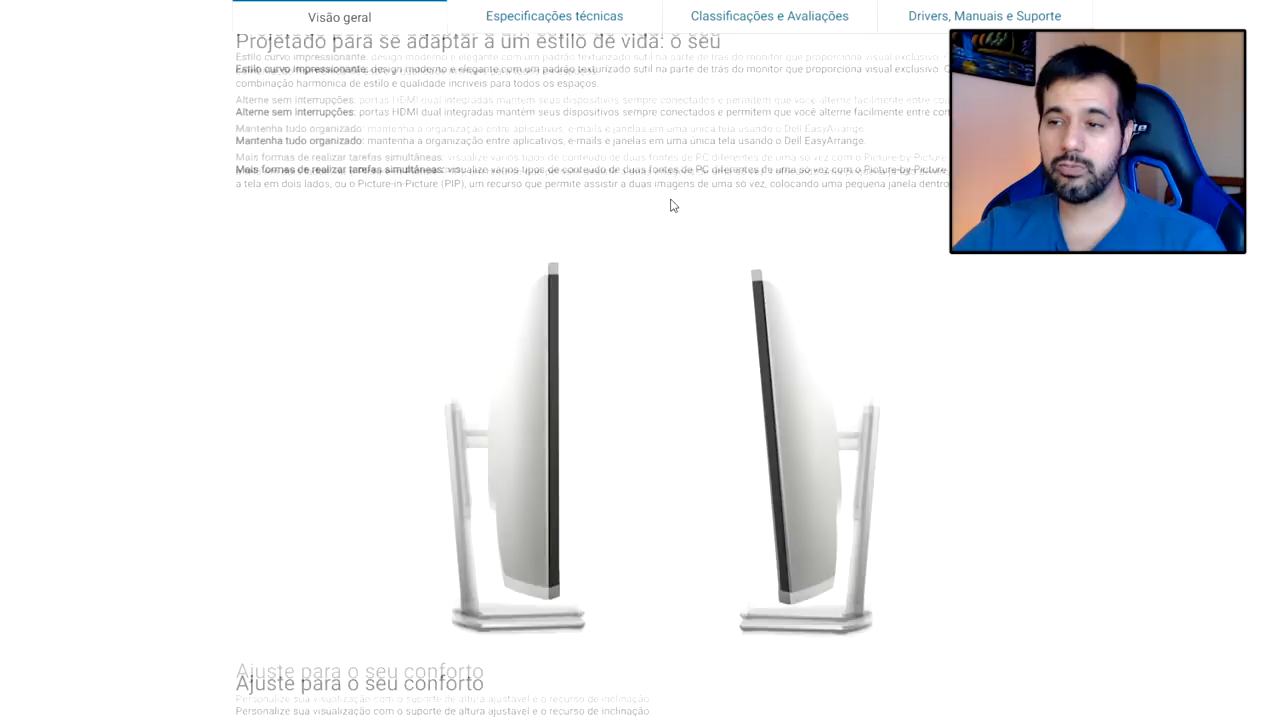 Visão geral
Especificações técnicas
Classificações e Avaliações
Drivers, Manuais e Suporte
Projetado para se adaptar a um estilo de vida: o seu
Estilo curvo impressionante: design moderno e elegante com um padrão texturizado sutil na parte de trás do monitor que proporciona visual exclusivo.
combinação harmônica de estilo e qualidade incríveis para todos os espaços.
Alterne sem interrupções: portas HDMI dual integradas mantêm seus dispositivos sempre conectados e permitem que você alterne facilmente entre
Mantenha tudo organizado: mantenha a organização entre aplicativos, e-mails e janelas em uma única tela usando o Dell EasyArrange.
Mais formas de realizar tarefas simultâneas: visualize vários tipos de conteúdo de duas fontes de PC diferentes de uma só vez com o Picture-by-Picture
a tela em dois lados, ou o Picture-in-Picture (PIP), um recurso que permite assistir a duas imagens de uma só vez, colocando uma pequena janela dentro
Ajuste para o seu conforto
Personalize sua visualização com o suporte de altura ajustável e o recurso de inclinação